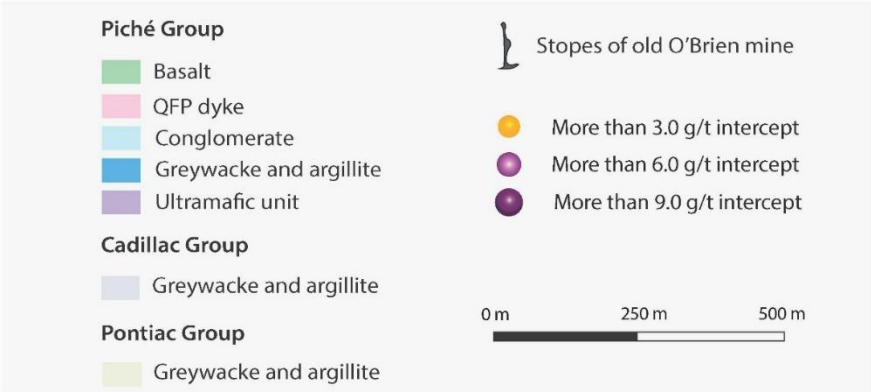 Piché Group
Basalt
QFP dyke
Conglomerate
Greywacke and argillite
Ultramafic unit
Cadillac Group
Greywacke and argillite
Pontiac Group
Greywacke and argillite
Stopes of old O’Brien mine
More than 3.0 g/t intercept
More than 6.0 g/t intercept
More than 9.0 g/t intercept
0 m 250 m 500 m